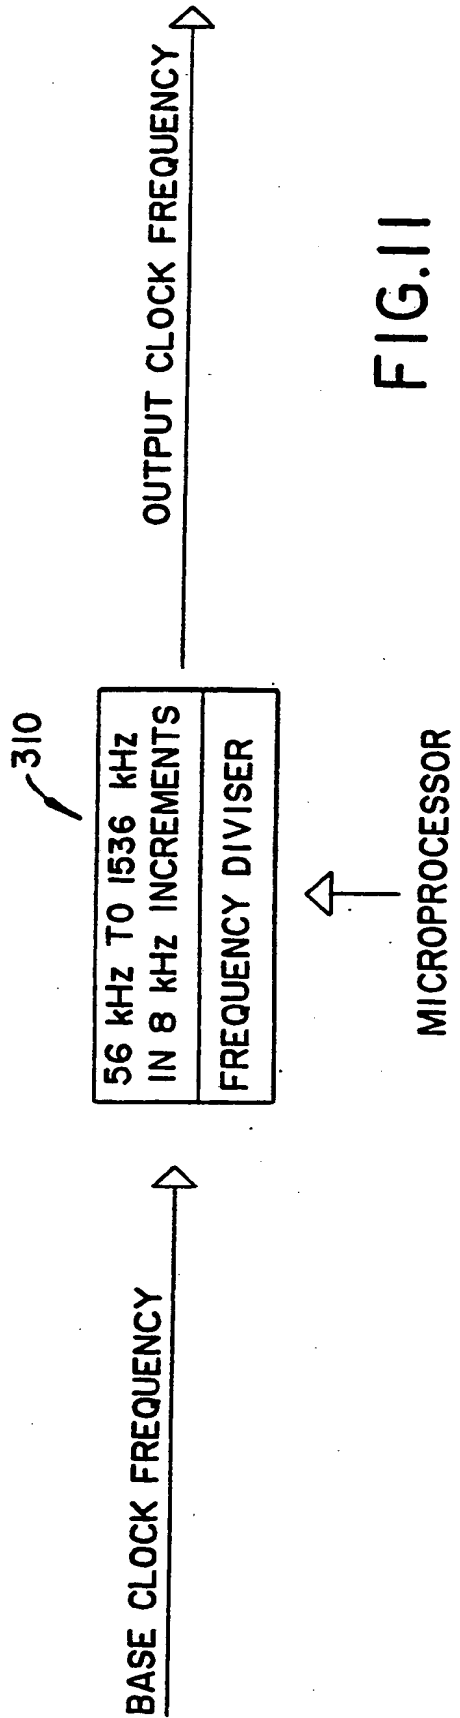 310
BASE CLOCK FREQUENCY
56 kHz TO 1536 kHz
IN 8 kHz INCREMENTS
FREQUENCY DIVISER
OUTPUT CLOCK FREQUENCY
MICROPROCESSOR
FIG.11